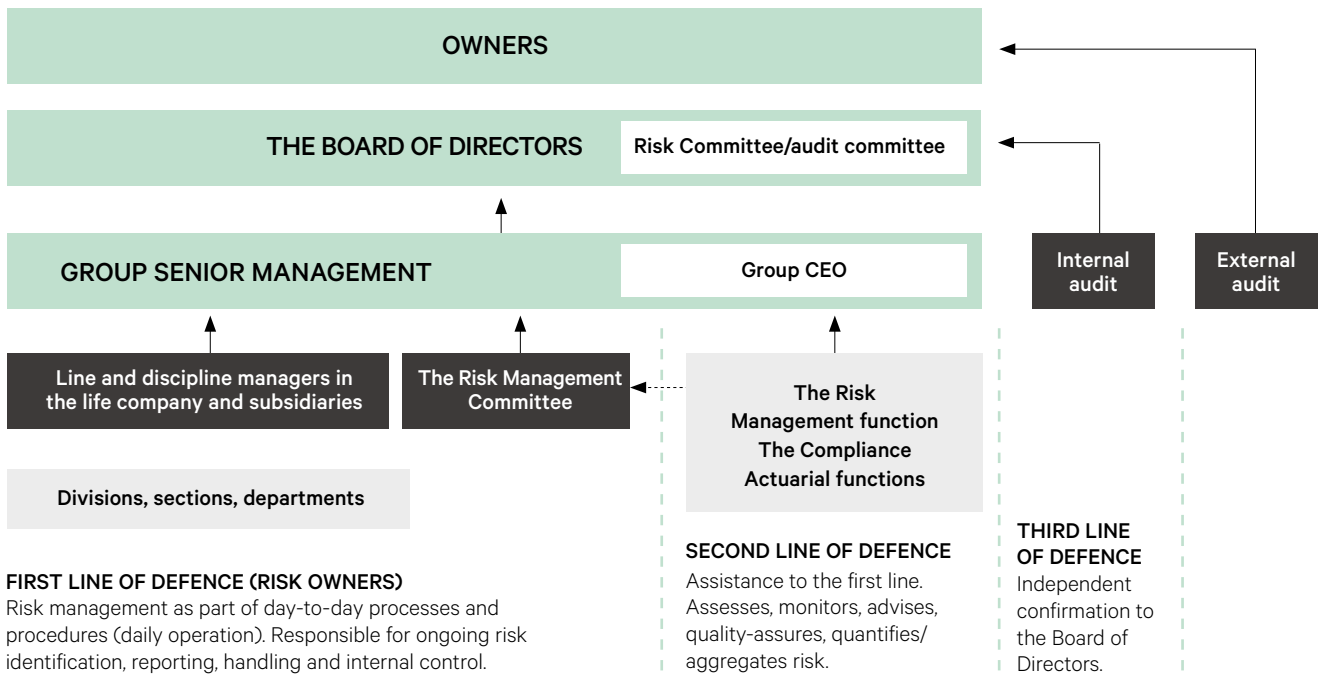 OWNERS
THE BOARD OF DIRECTORS
Risk Committee/audit committee
GROUP SENIOR MANAGEMENT
Group CEO
Internal
audit
External
audit
Line and discipline managers in
the life company and subsidiaries
The Risk Management
Committee
The Risk
Management function
The Compliance
Actuarial functions
Divisions, sections, departments
FIRST LINE OF DEFENCE (RISK OWNERS)
Risk management as part of day-to-day processes and
procedures (daily operation). Responsible for ongoing risk
identification, reporting, handling and internal control.
SECOND LINE OF DEFENCE
Assistance to the first line.
Assesses, monitors, advises,
quality-assures, quantifies/
aggregates risk.
THIRD LINE
OF DEFENCE
Independent
confirmation to
the Board of
Directors.